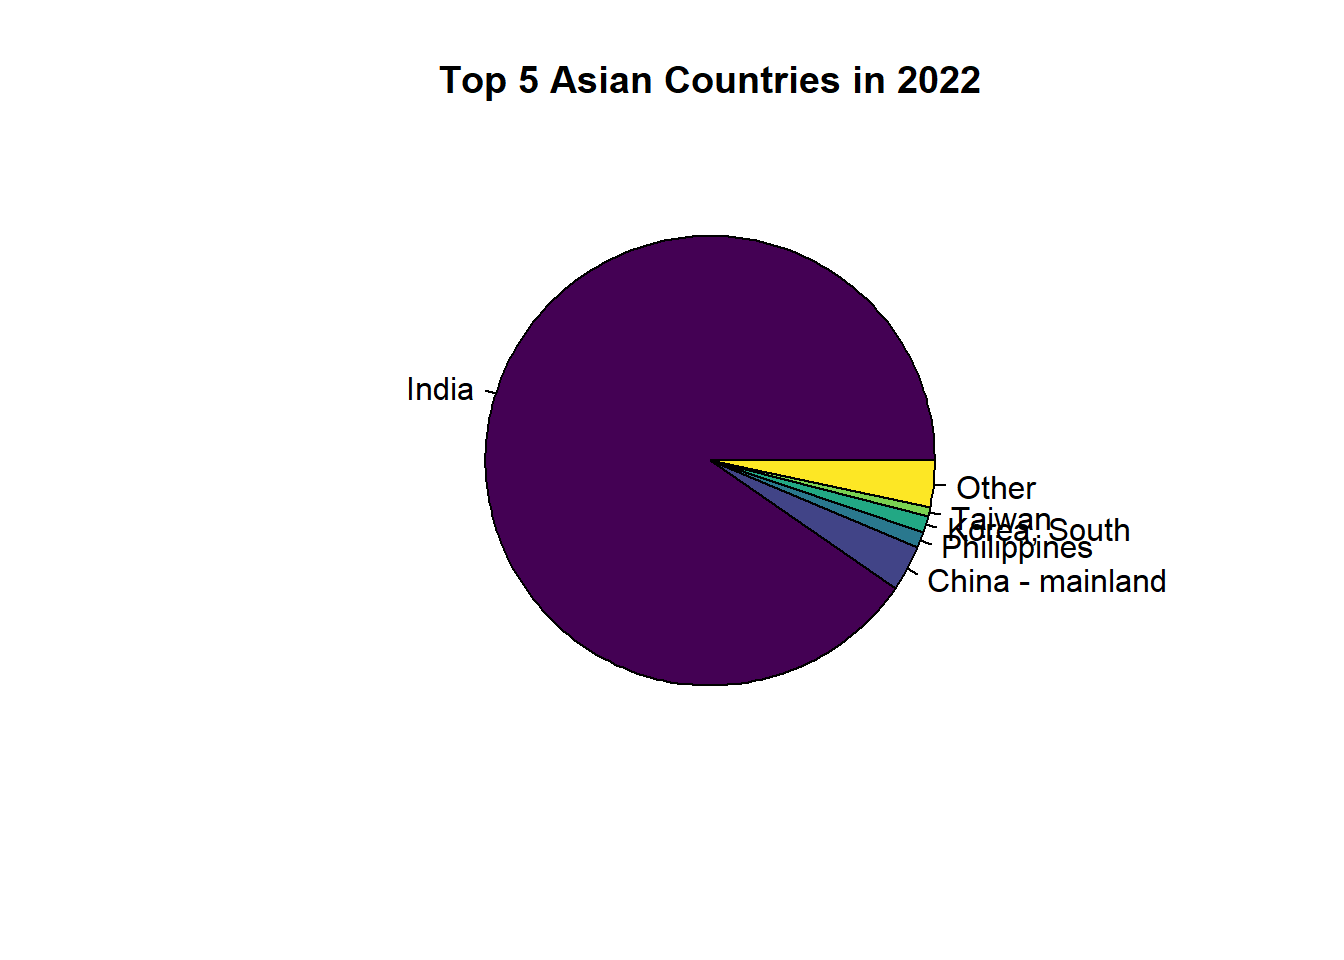 Top 5 Asian Countries in 2022
India
Other
Taiwan
Korea, South
Philippines
China - mainland